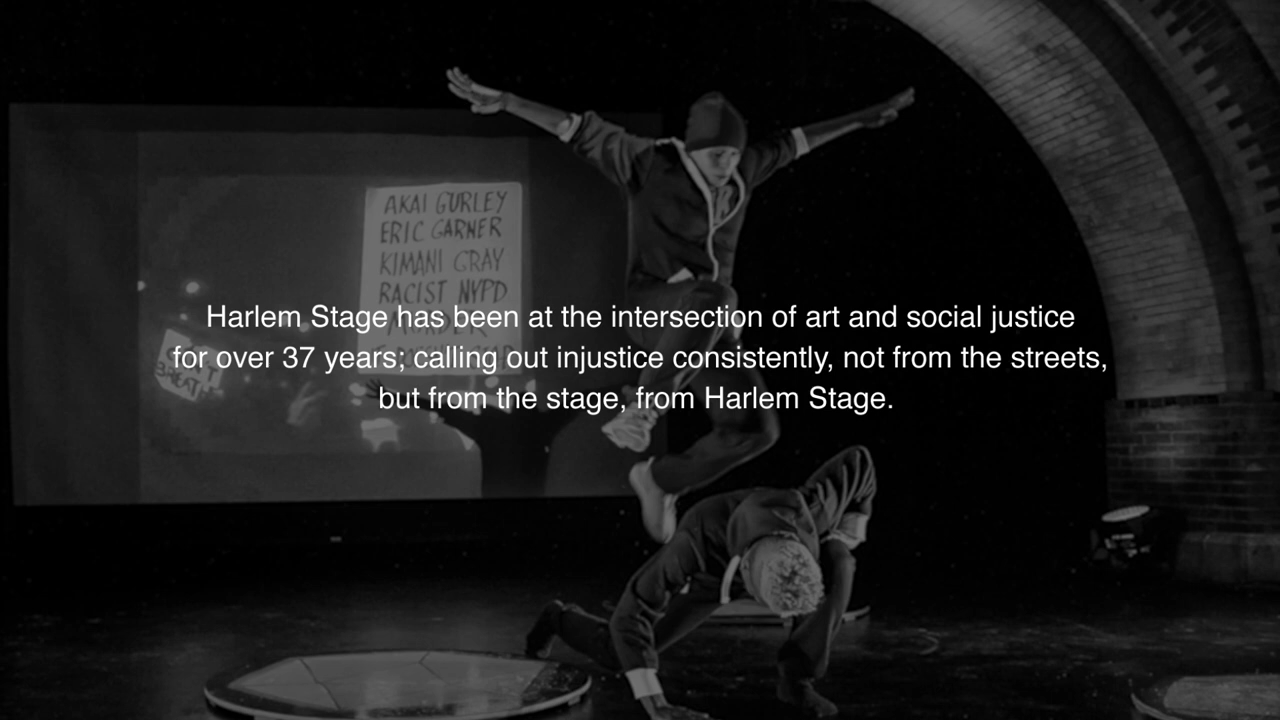 AKAI GURLEY
ERIC GARNER
KIMANI GRAY
RACIST NYPD
Harlem Stage has been at the intersection of art and social justice
for over 37 years; calling out injustice consistently, not from the streets,
but from the stage, from Harlem Stage.
BREATH